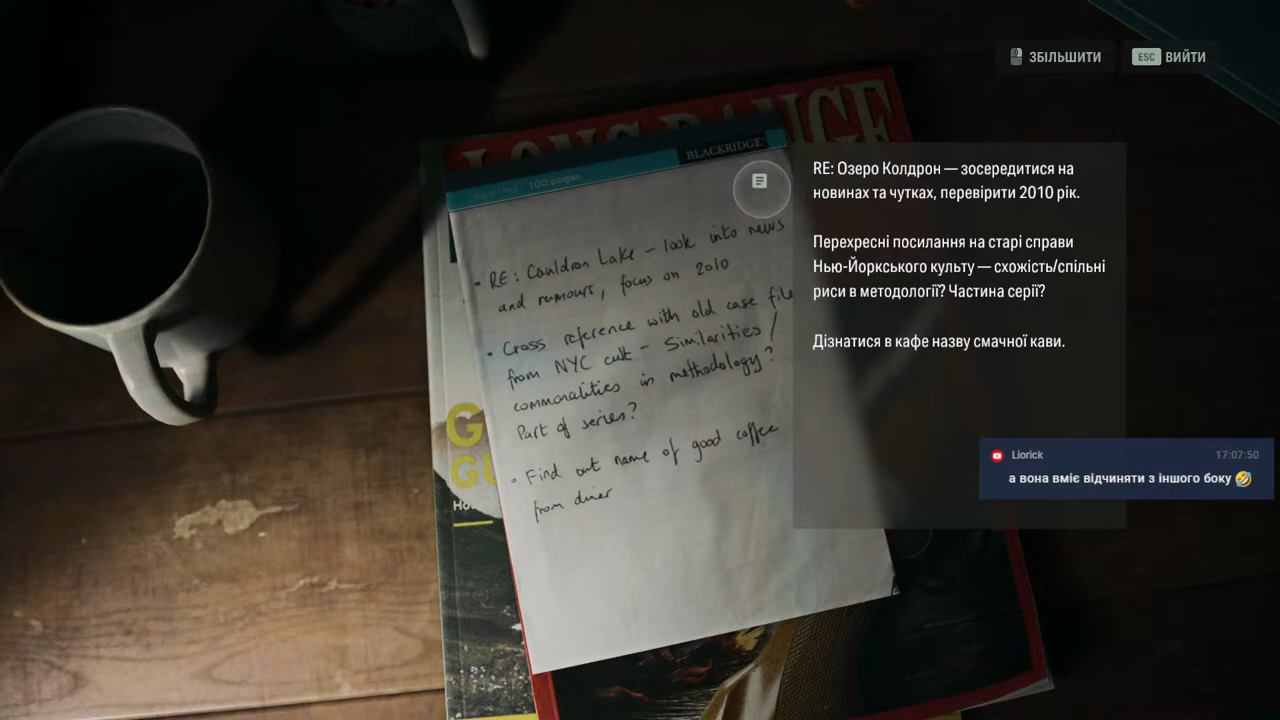 ЗБІЛЬШИТИ
ESC ВИЙТИ
LONG RANGE
BLACKRIDGE
100 pages
• RE: Cauldron Lake – look into news
and rumours, focus on 2010
• Cross reference with old case file
from NYC cult – Similarities /
commonalities in methodology?
Part of series?
• Find out name of good coffee
from diner
RE: Озеро Колдрон — зосередитися на
новинах та чутках, перевірити 2010 рік.
Перехресні посилання на старі справи
Нью-Йоркського культу — схожість/спільні
риси в методології? Частина серії?
Дізнатися в кафе назву смачної кави.
Liorick 17:07:50
а вона вміє відчиняти з іншого боку 🤣